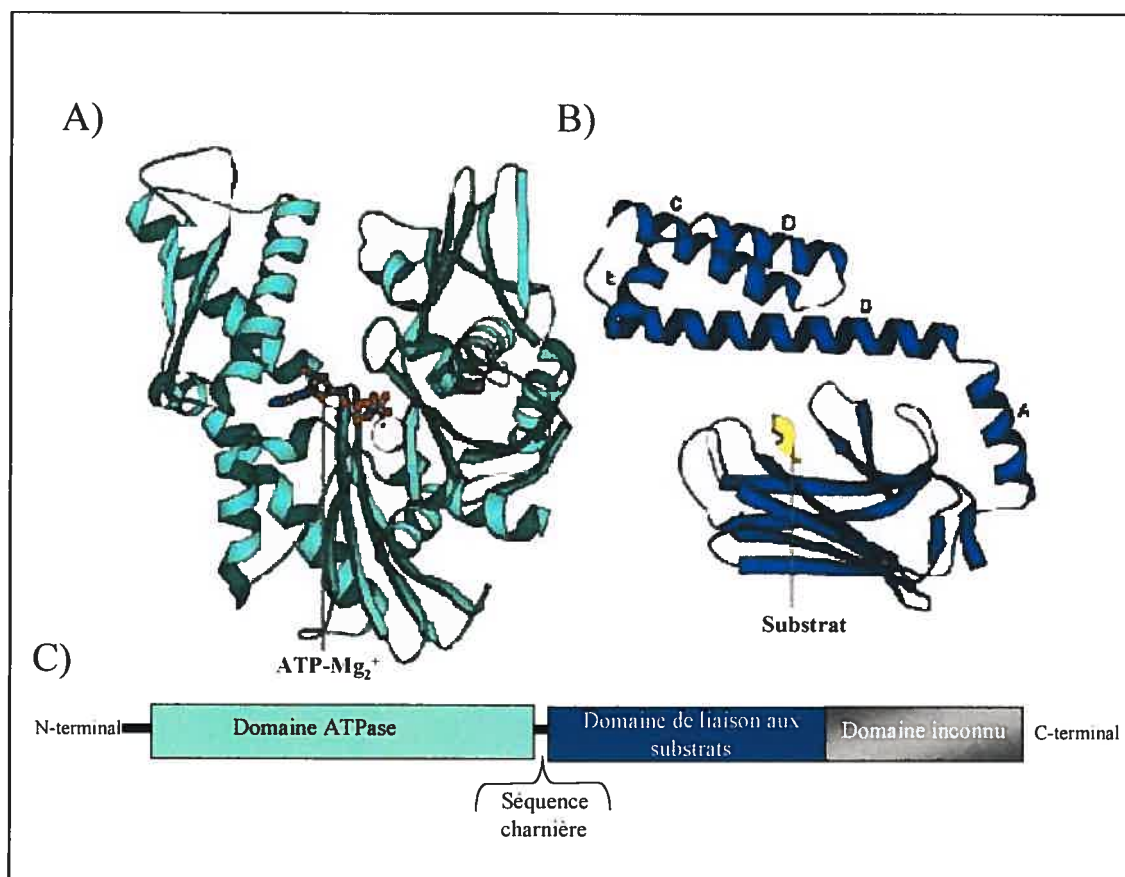 A)
B)
C D
E
B
A
Substrat
ATP-Mg₂⁺
C)
N-terminal
Domaine ATPase
Domaine de liaison aux
substrats
Domaine inconnu
C-terminal
Séquence
charnière